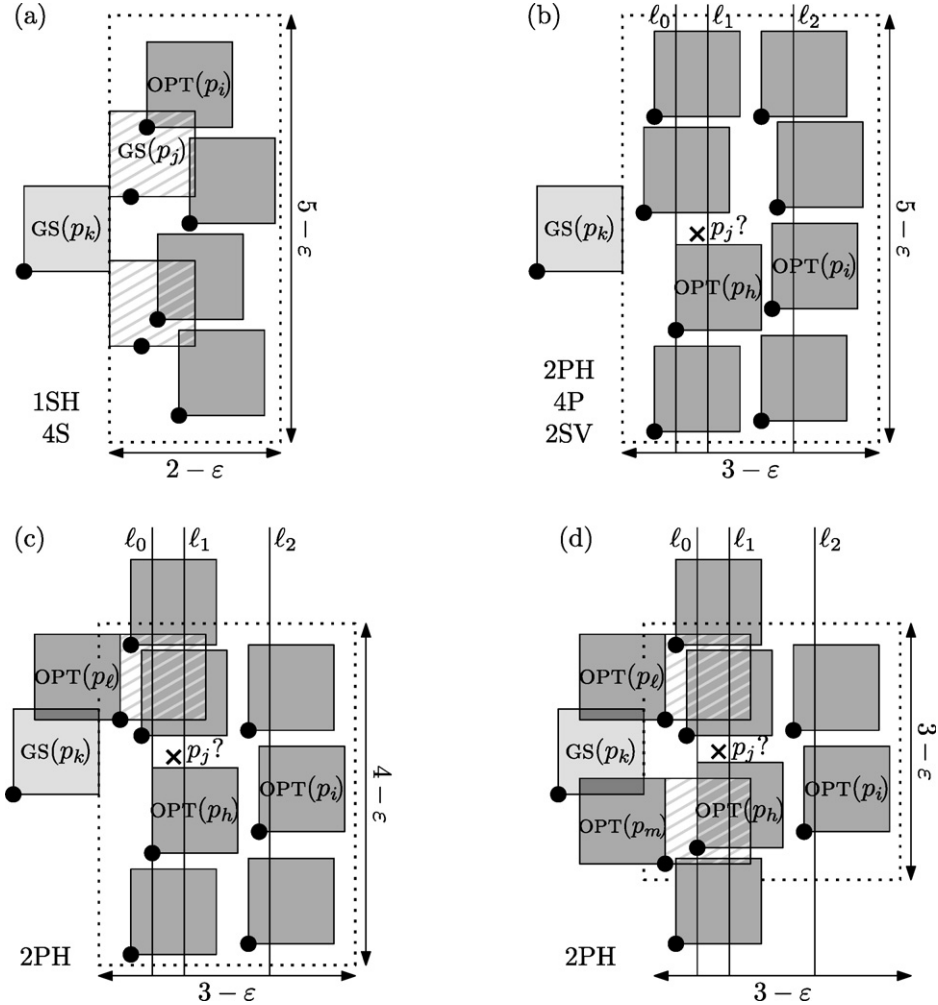 (a)
OPT(pᵢ)
GS(pⱼ)
GS(pₖ)
5 − ε
1SH
4S
2 − ε
(b)
ℓ₀ ℓ₁ ℓ₂
GS(pₖ)
pⱼ?
OPT(pₕ)
OPT(pᵢ)
5 − ε
2PH
4P
2SV
3 − ε
(c)
ℓ₀ ℓ₁ ℓ₂
OPT(p_ℓ)
GS(pₖ)
pⱼ?
OPT(pₕ)
OPT(pᵢ)
4 − ε
2PH
3 − ε
(d)
ℓ₀ ℓ₁ ℓ₂
OPT(p_ℓ)
GS(pₖ)
pⱼ?
OPT(pₘ)
OPT(pₕ)
OPT(pᵢ)
3 − ε
2PH
3 − ε